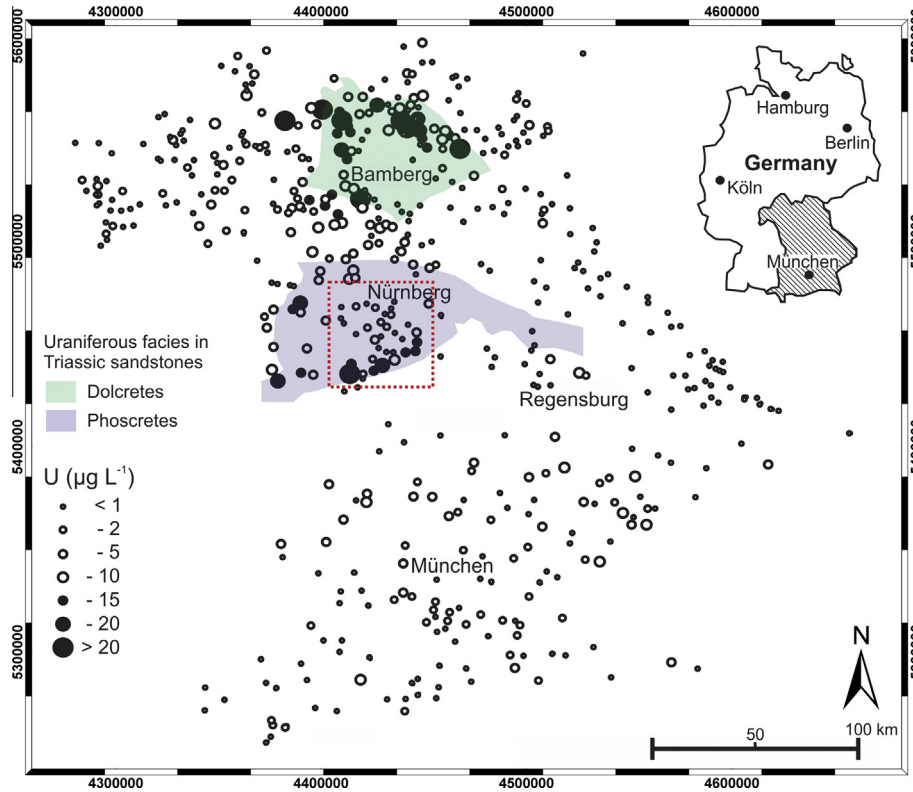 4300000 4400000 4500000 4600000
5600000
5500000
5400000
5300000
Hamburg
Berlin
Germany
Köln
München
Bamberg
Nürnberg
Regensburg
München
Uraniferous facies in
Triassic sandstones
Dolcretes
Phoscretes
U (µg L-1)
< 1
- 2
- 5
- 10
- 15
- 20
> 20
N
50
100 km
4300000 4400000 4500000 4600000